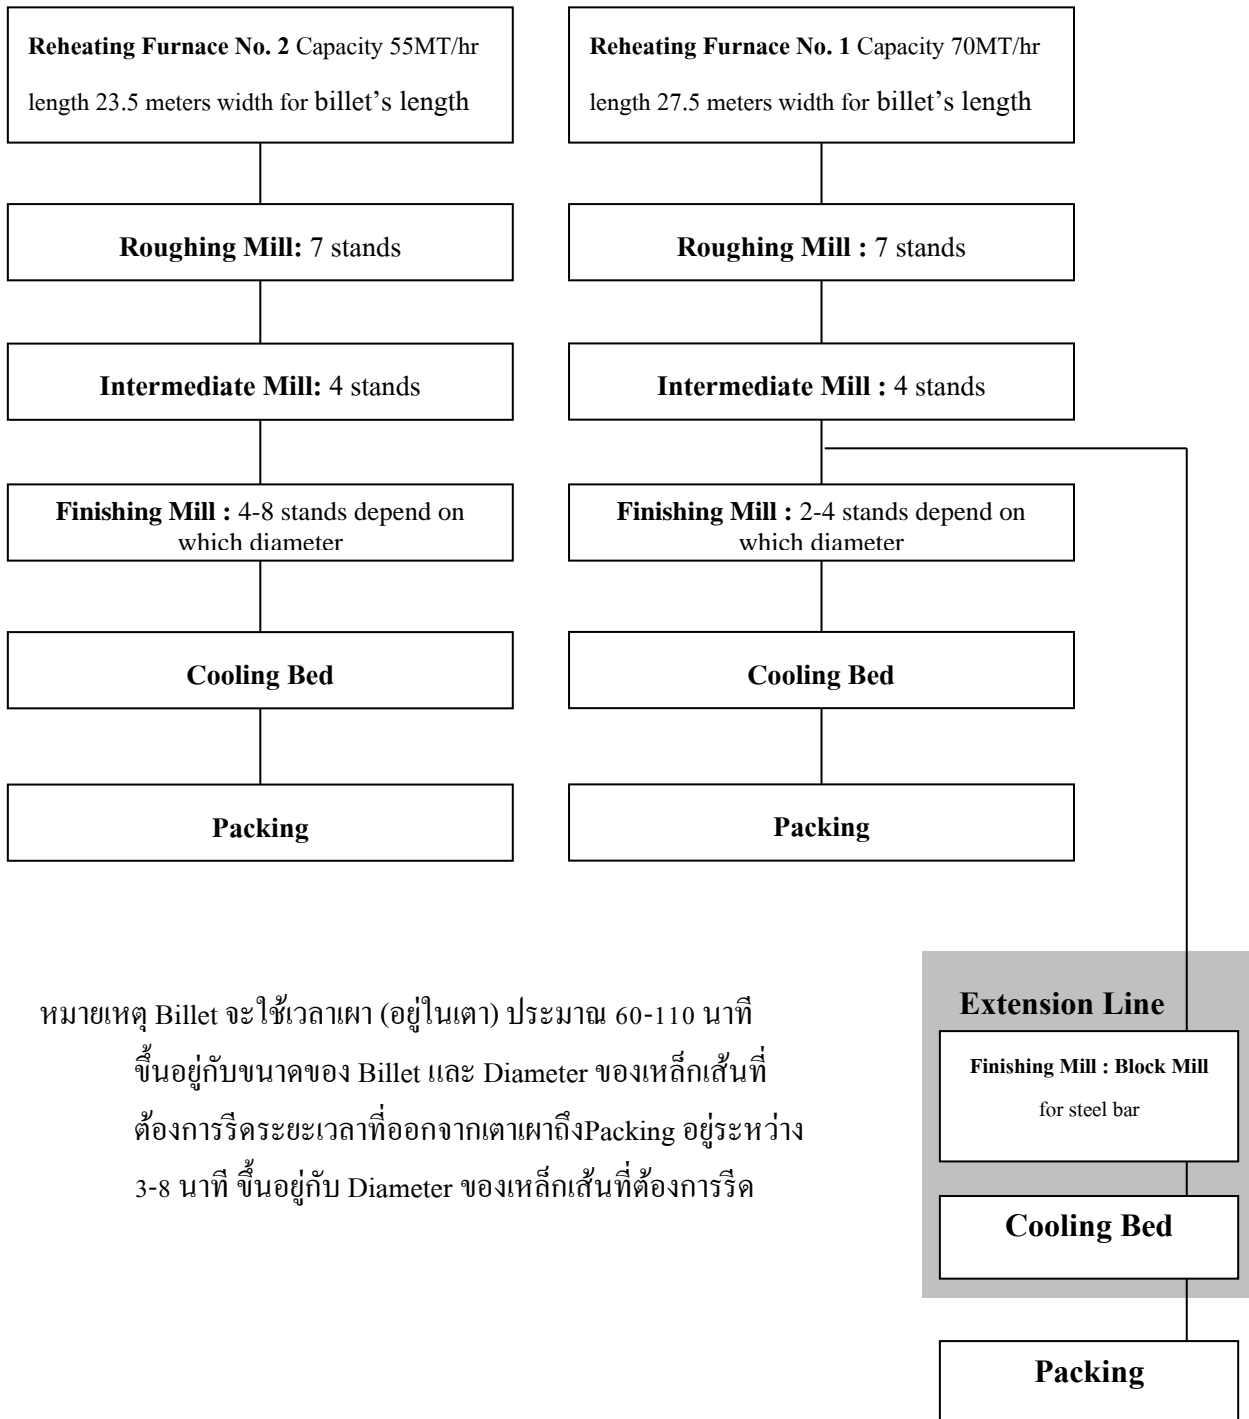 Reheating Furnace No. 2 Capacity 55MT/hr
length 23.5 meters width for billet's length
Roughing Mill: 7 stands
Intermediate Mill: 4 stands
Finishing Mill : 4-8 stands depend on
which diameter
Cooling Bed
Packing
Reheating Furnace No. 1 Capacity 70MT/hr
length 27.5 meters width for billet's length
Roughing Mill : 7 stands
Intermediate Mill : 4 stands
Finishing Mill : 2-4 stands depend on
which diameter
Cooling Bed
Packing
Extension Line
Finishing Mill : Block Mill
for steel bar
Cooling Bed
Packing
หมายเหตุ Billet จะใช้เวลาเผา (อยู่ในเตา) ประมาณ 60-110 นาที
ขึ้นอยู่กับขนาดของ Billet และ Diameter ของเหล็กเส้นที่
ต้องการรีดระยะเวลาที่ออกจากเตาเผาถึงPacking อยู่ระหว่าง
3-8 นาที ขึ้นอยู่กับ Diameter ของเหล็กเส้นที่ต้องการรีด